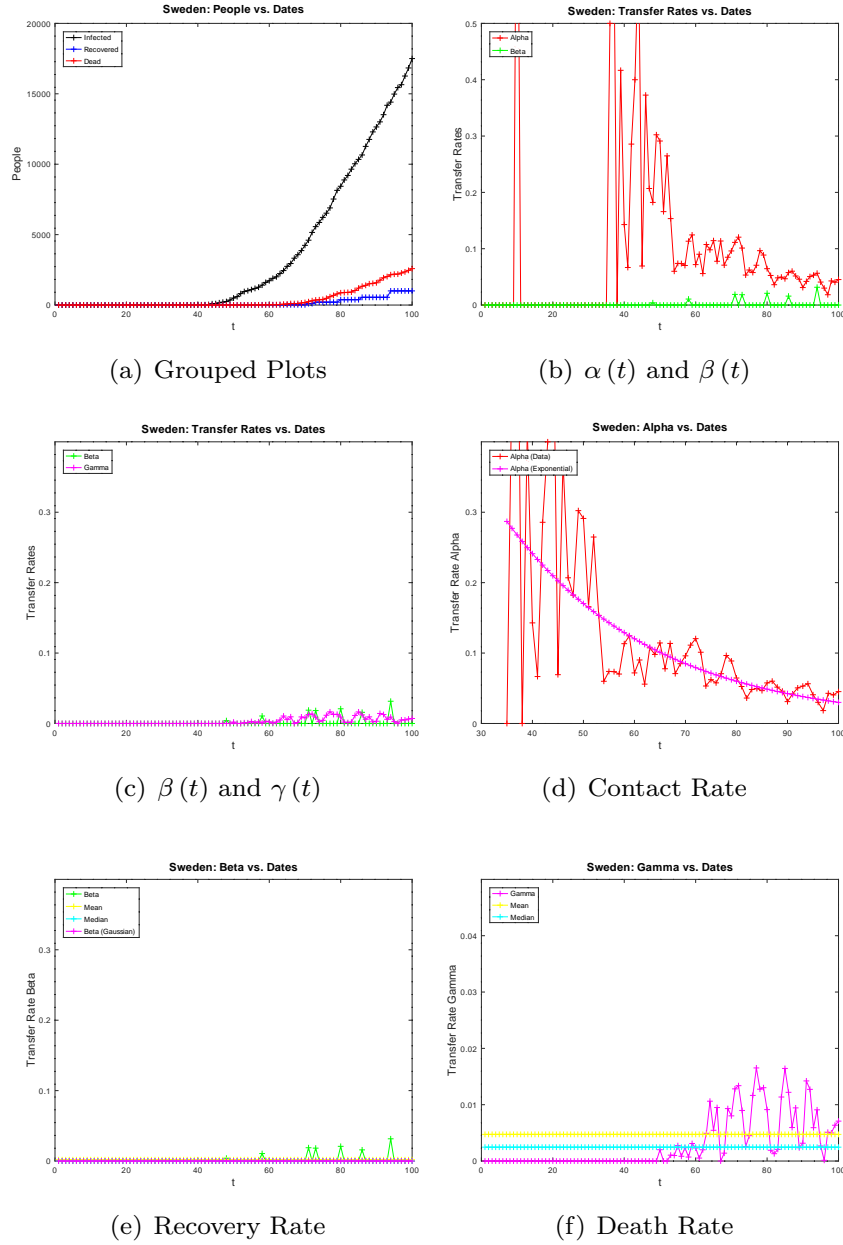 Sweden: People vs. Dates
20000
15000
10000
5000
0
People
0 20 40 60 80 100
t
Infected
Recovered
Dead
(a) Grouped Plots
Sweden: Transfer Rates vs. Dates
0.5
0.4
0.3
0.2
0.1
0
Transfer Rates
0 20 40 60 80 100
t
Alpha
Beta
(b) α (t) and β (t)
Sweden: Transfer Rates vs. Dates
0.3
0.2
0.1
0
Transfer Rates
0 20 40 60 80 100
t
Beta
Gamma
(c) β (t) and γ (t)
Sweden: Alpha vs. Dates
0.3
0.2
0.1
0
Transfer Rate Alpha
30 40 50 60 70 80 90 100
t
Alpha (Data)
Alpha (Exponential)
(d) Contact Rate
Sweden: Beta vs. Dates
0.3
0.2
0.1
0
Transfer Rate Beta
0 20 40 60 80 100
t
Beta
Mean
Median
Beta (Gaussian)
(e) Recovery Rate
Sweden: Gamma vs. Dates
0.04
0.03
0.02
0.01
0.005
0
Transfer Rate Gamma
0 20 40 60 80 100
t
Gamma
Mean
Median
(f) Death Rate